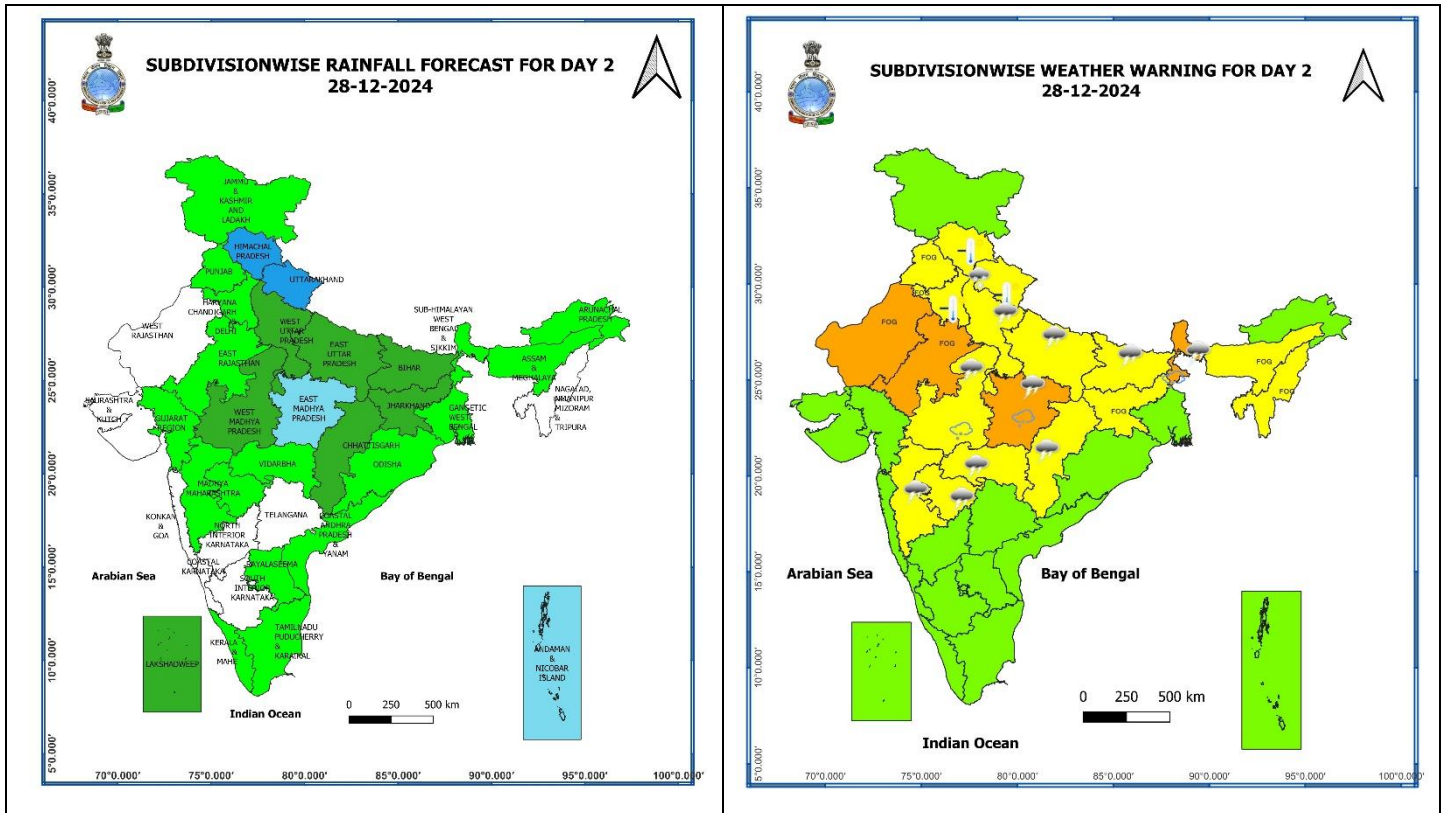 SUBDIVISIONWISE RAINFALL FORECAST FOR DAY 2
28-12-2024
40°0.000'
35°0.000'
30°0.000'
25°0.000'
20°0.000'
15°0.000'
10°0.000'
5°0.000'
JAMMU
&
KASHMIR
AND
LADAKH
HIMACHAL
PRADESH
PUNJAB
UTTARAKHAND
HARYANA
CHANDIGARH
&
DELHI
WEST
RAJASTHAN
WEST
UTTAR
PRADESH
SUB-HIMALAYAN
WEST
BENGAL
&
SIKKIM
ARUNACHAL
PRADESH
EAST
RAJASTHAN
EAST
UTTAR
PRADESH
BIHAR
ASSAM
&
MEGHALAYA
SAURASHTRA
&
KUTCH
GUJARAT
REGION
WEST
MADHYA
PRADESH
EAST
MADHYA
PRADESH
JHARKHAND
GANGETIC
WEST
BENGAL
NAGALAND,
MANIPUR
MIZORAM
&
TRIPURA
CHHATTISGARH
VIDARBHA
ODISHA
MADHYA
MAHARASHTRA
KONKAN
&
GOA
TELANGANA
NORTH
INTERIOR
KARNATAKA
COASTAL
ANDHRA
PRADESH
&
YANAM
COASTAL
KARNATAKA
RAYALASEEMA
SOUTH
INTERIOR
KARNATAKA
Arabian Sea
Bay of Bengal
TAMILNADU
PUDUCHERRY
&
KARAIKAL
KERALA
&
MAHE
LAKSHADWEEP
ANDAMAN
&
NICOBAR
ISLAND
Indian Ocean
0 250 500 km
70°0.000' 75°0.000' 80°0.000' 85°0.000' 90°0.000' 95°0.000' 100°0.000'
SUBDIVISIONWISE WEATHER WARNING FOR DAY 2
28-12-2024
40°0.000'
35°0.000'
30°0.000'
25°0.000'
20°0.000'
15°0.000'
10°0.000'
5°0.000'
FOG
FOG
FOG
FOG
FOG
FOG
FOG
Arabian Sea
Bay of Bengal
Indian Ocean
0 250 500 km
70°0.000' 75°0.000' 80°0.000' 85°0.000' 90°0.000' 95°0.000' 100°0.000'